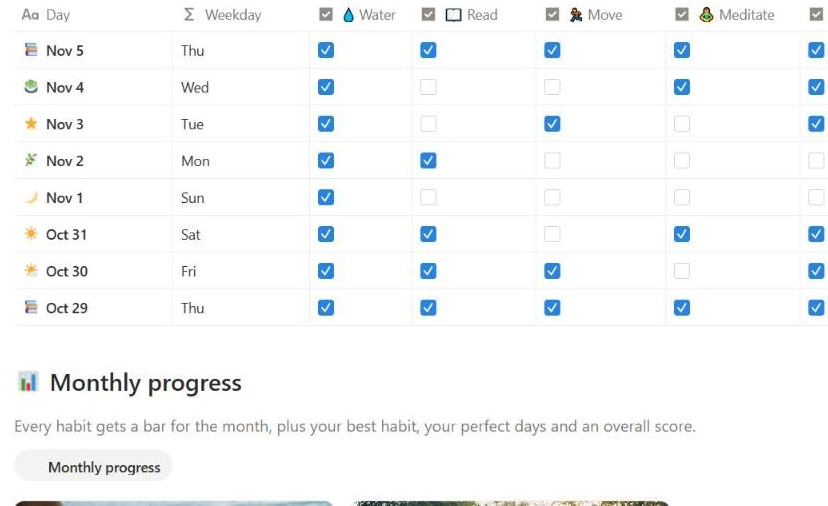 Aa Day Σ Weekday Water Read Move Meditate
Nov 5 Thu
Nov 4 Wed
Nov 3 Tue
Nov 2 Mon
Nov 1 Sun
Oct 31 Sat
Oct 30 Fri
Oct 29 Thu
Monthly progress
Every habit gets a bar for the month, plus your best habit, your perfect days and an overall score.
Monthly progress